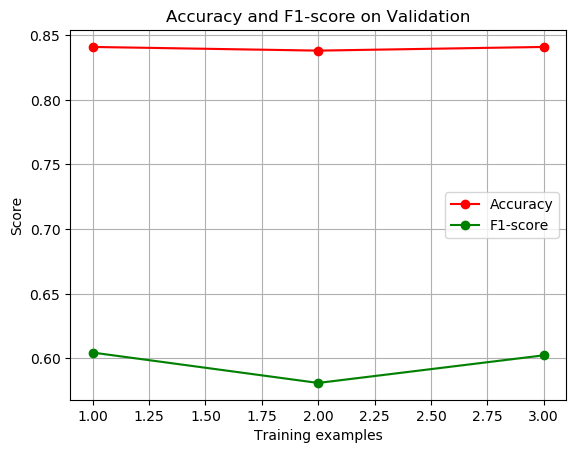 Accuracy and F1-score on Validation
0.85
0.80
0.75
0.70
0.65
0.60
Score
Accuracy
F1-score
1.00 1.25 1.50 1.75 2.00 2.25 2.50 2.75 3.00
Training examples